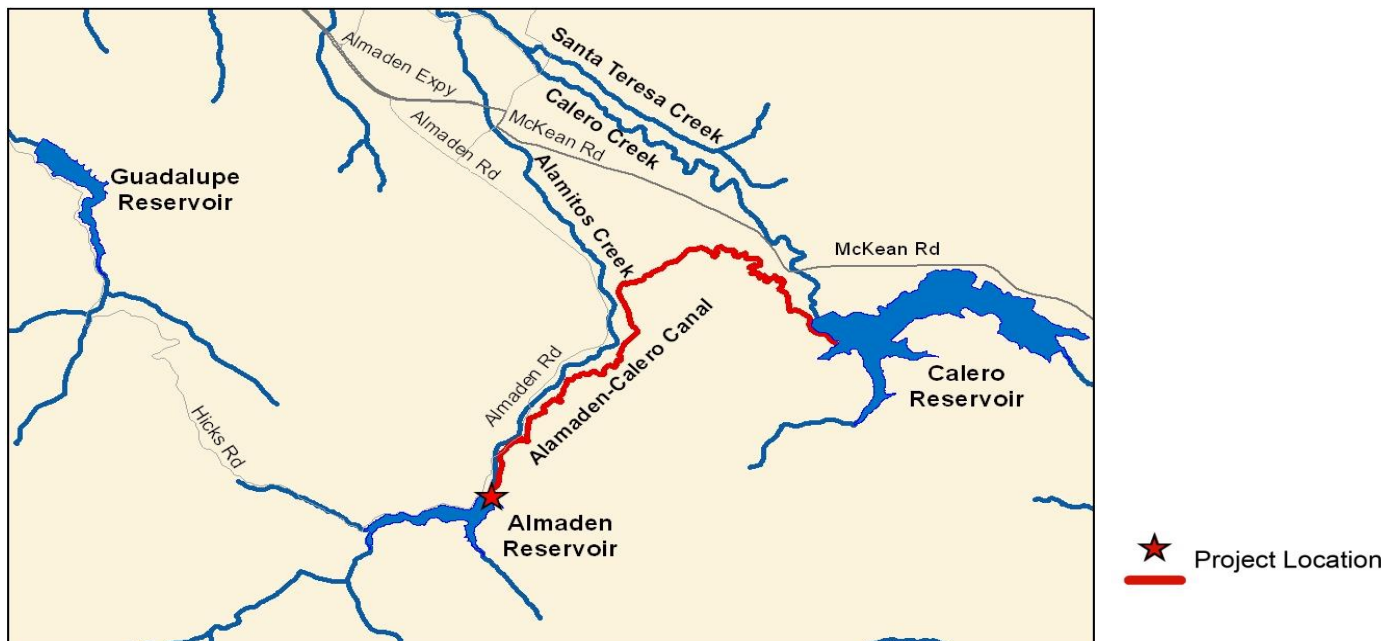 Santa Teresa Creek
Almaden Expy
Calero Creek
McKean Rd
Almaden Rd
Guadalupe
Reservoir
Alamitos Creek
McKean Rd
Alamaden-Calero Canal
Almaden Rd
Calero
Reservoir
Hicks Rd
Almaden
Reservoir
Project Location